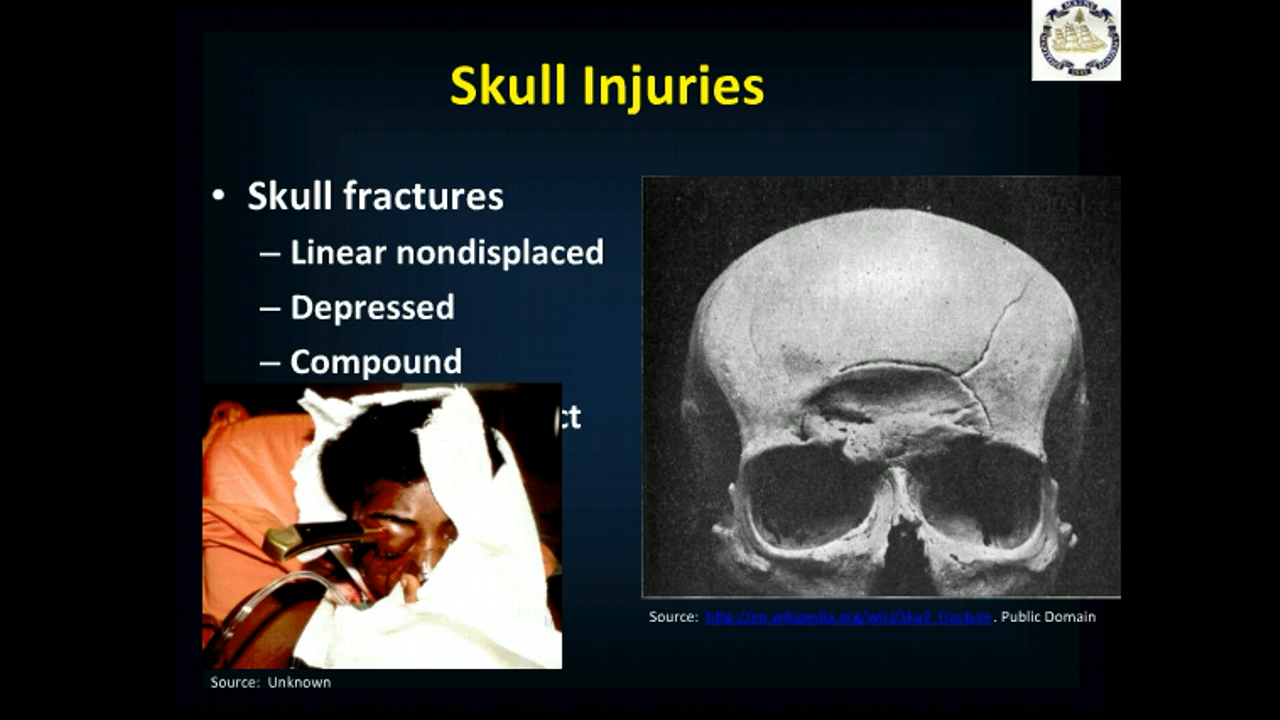 Skull Injuries
• Skull fractures
– Linear nondisplaced
– Depressed
– Compound
ct
Source: http://en.wikipedia.org/wiki/Skull_fracture. Public Domain
Source: Unknown